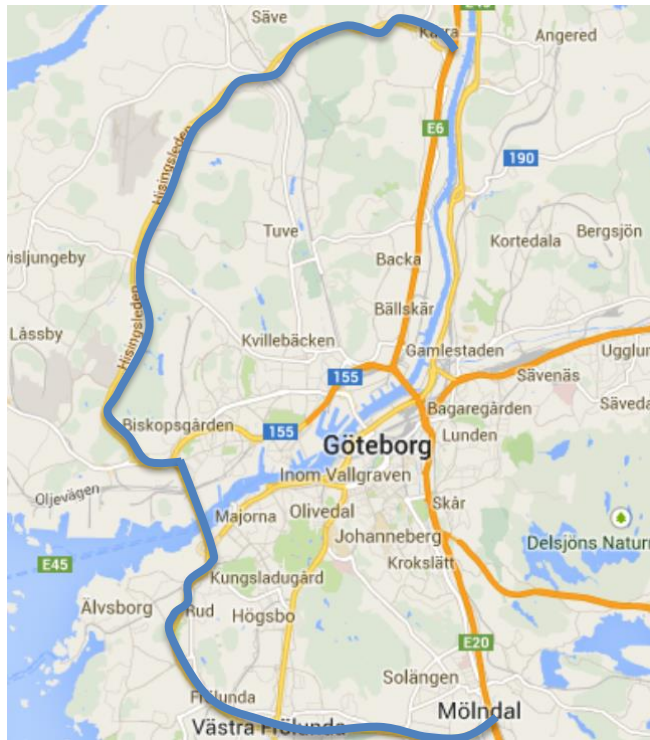 Säve
Angered
E6
190
Hisingsleden
Tuve
Kortedala
Bergsjön
visljungeby
Backa
Hisingsleden
Bällskär
Låssby
Kvillebäcken
Gamlestaden
Ugglum
155
Sävenäs
Bagaregården
Säveda
Biskopsgården
155
Göteborg
Lunden
Inom Vallgraven
Oljevägen
Skår
Olivedal
Majorna
Johanneberg
Delsjöns Natur
E45
Krokslätt
Kungsladugård
Älvsborg
Rud
Högsbo
E20
Solängen
Frölunda
Mölndal
Västra Frölunda